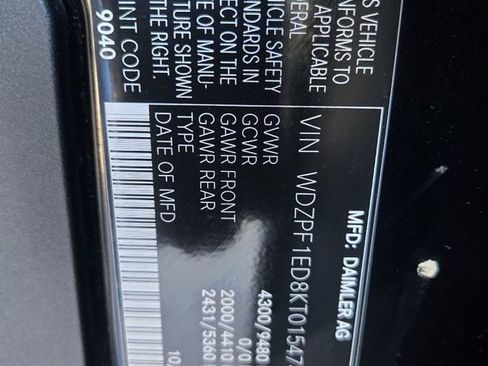 MFD: DAIMLER AG
VIN WDZPF1ED8KT01547
GVWR 4300/9480
GCWR 0/0
GAWR FRONT 2000/4410
GAWR REAR 2431/5360
TYPE
DATE OF MFD 10
S VEHICLE
NFORMS TO
APPLICABLE
ERAL
HICLE SAFETY
ANDARDS IN
ECT ON THE
E OF MANU-
TURE SHOWN
THE RIGHT.
INT CODE
9040